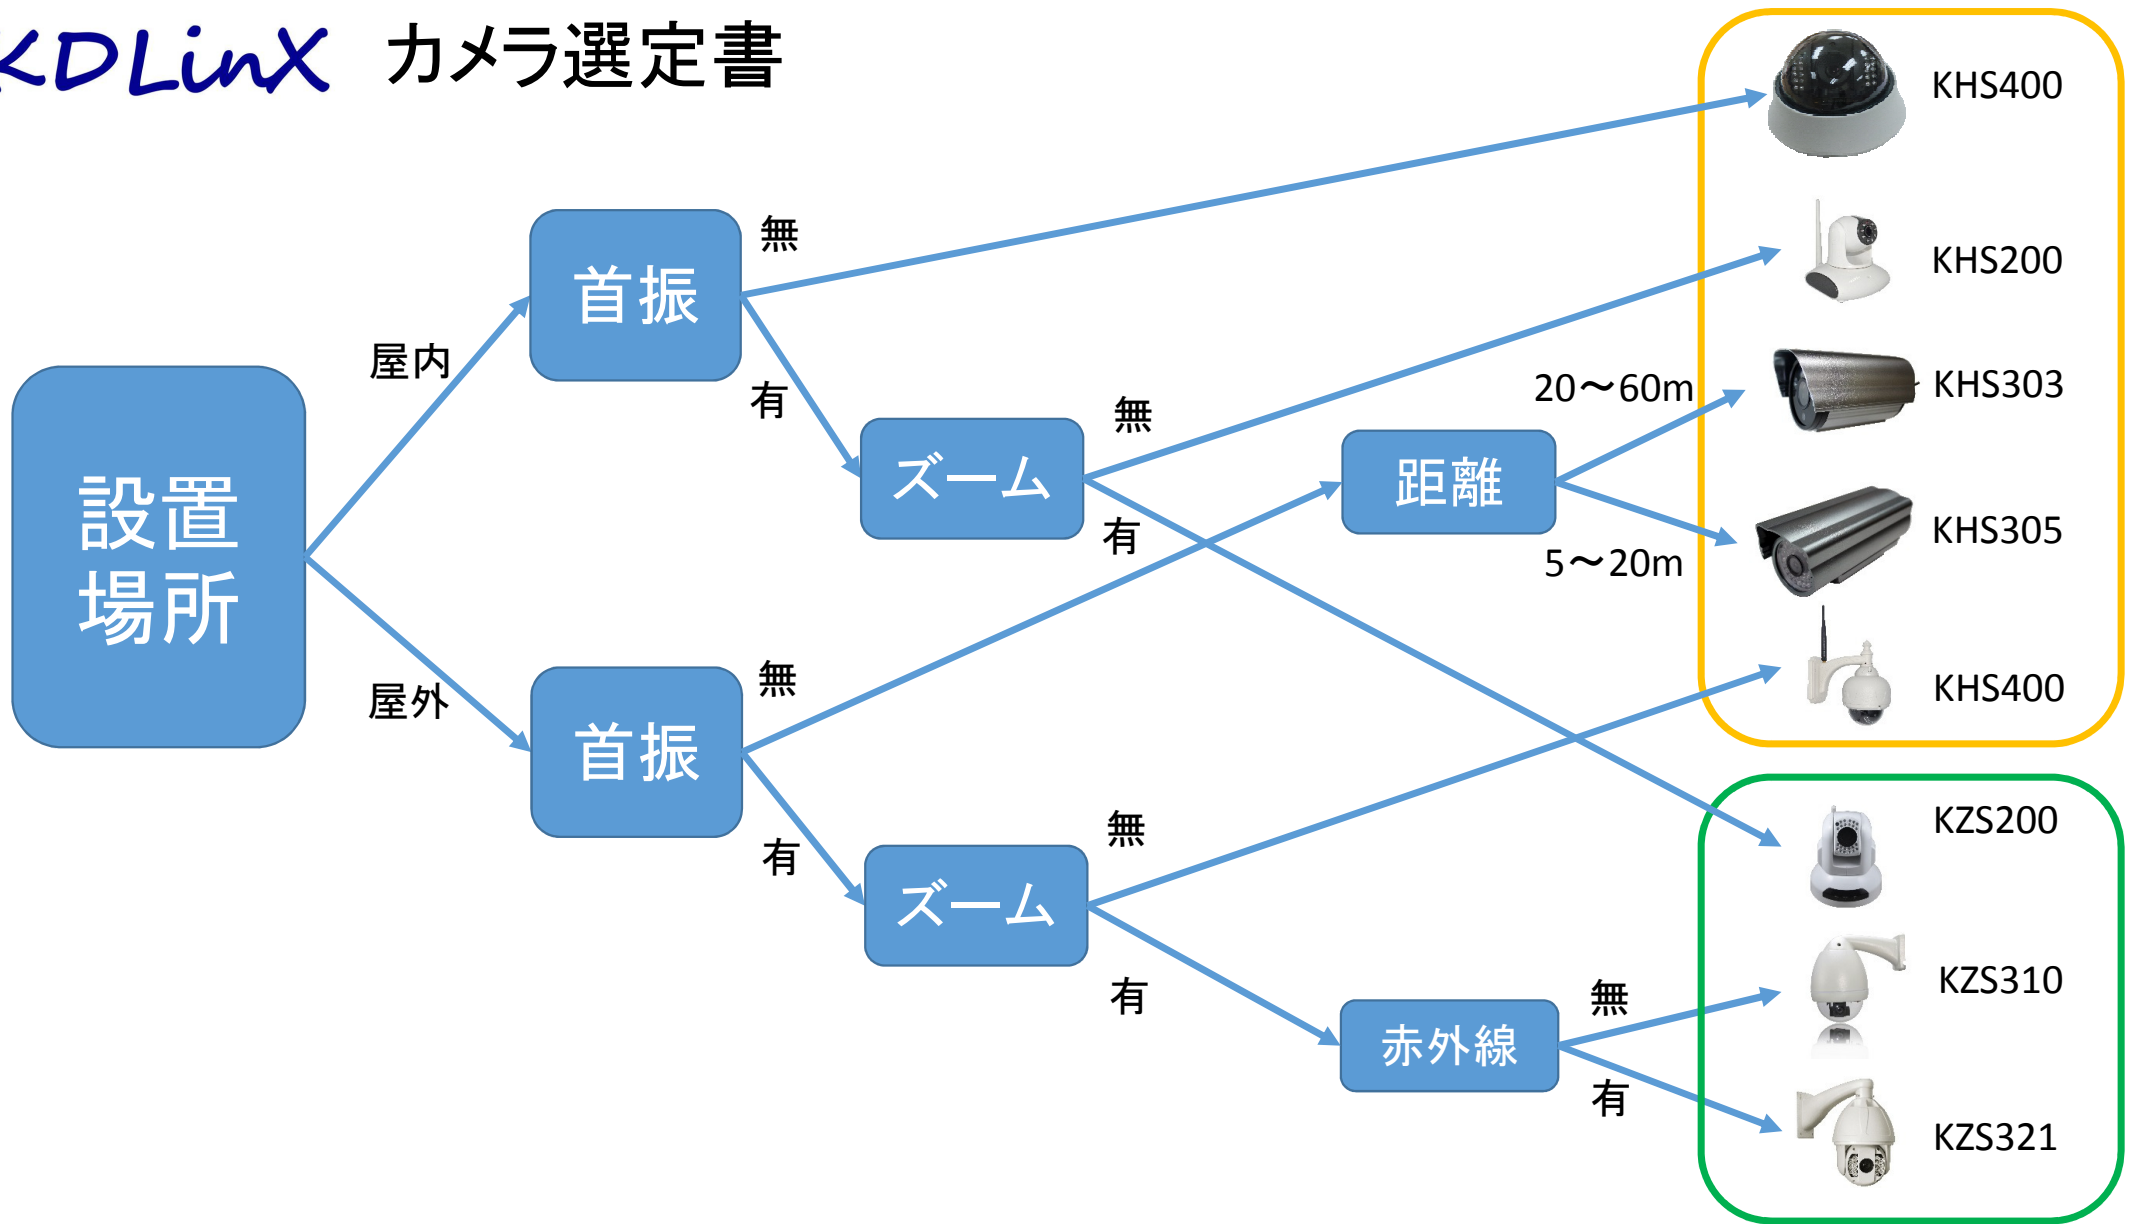 KDLinX カメラ選定書
KHS400
無
首振
KHS200
屋内
有
20～60m
KHS303
無
ズーム
距離
設置
場所
有
5～20m
KHS305
無
屋外
KHS400
首振
無
KZS200
有
ズーム
無
KZS310
有
赤外線
有
KZS321